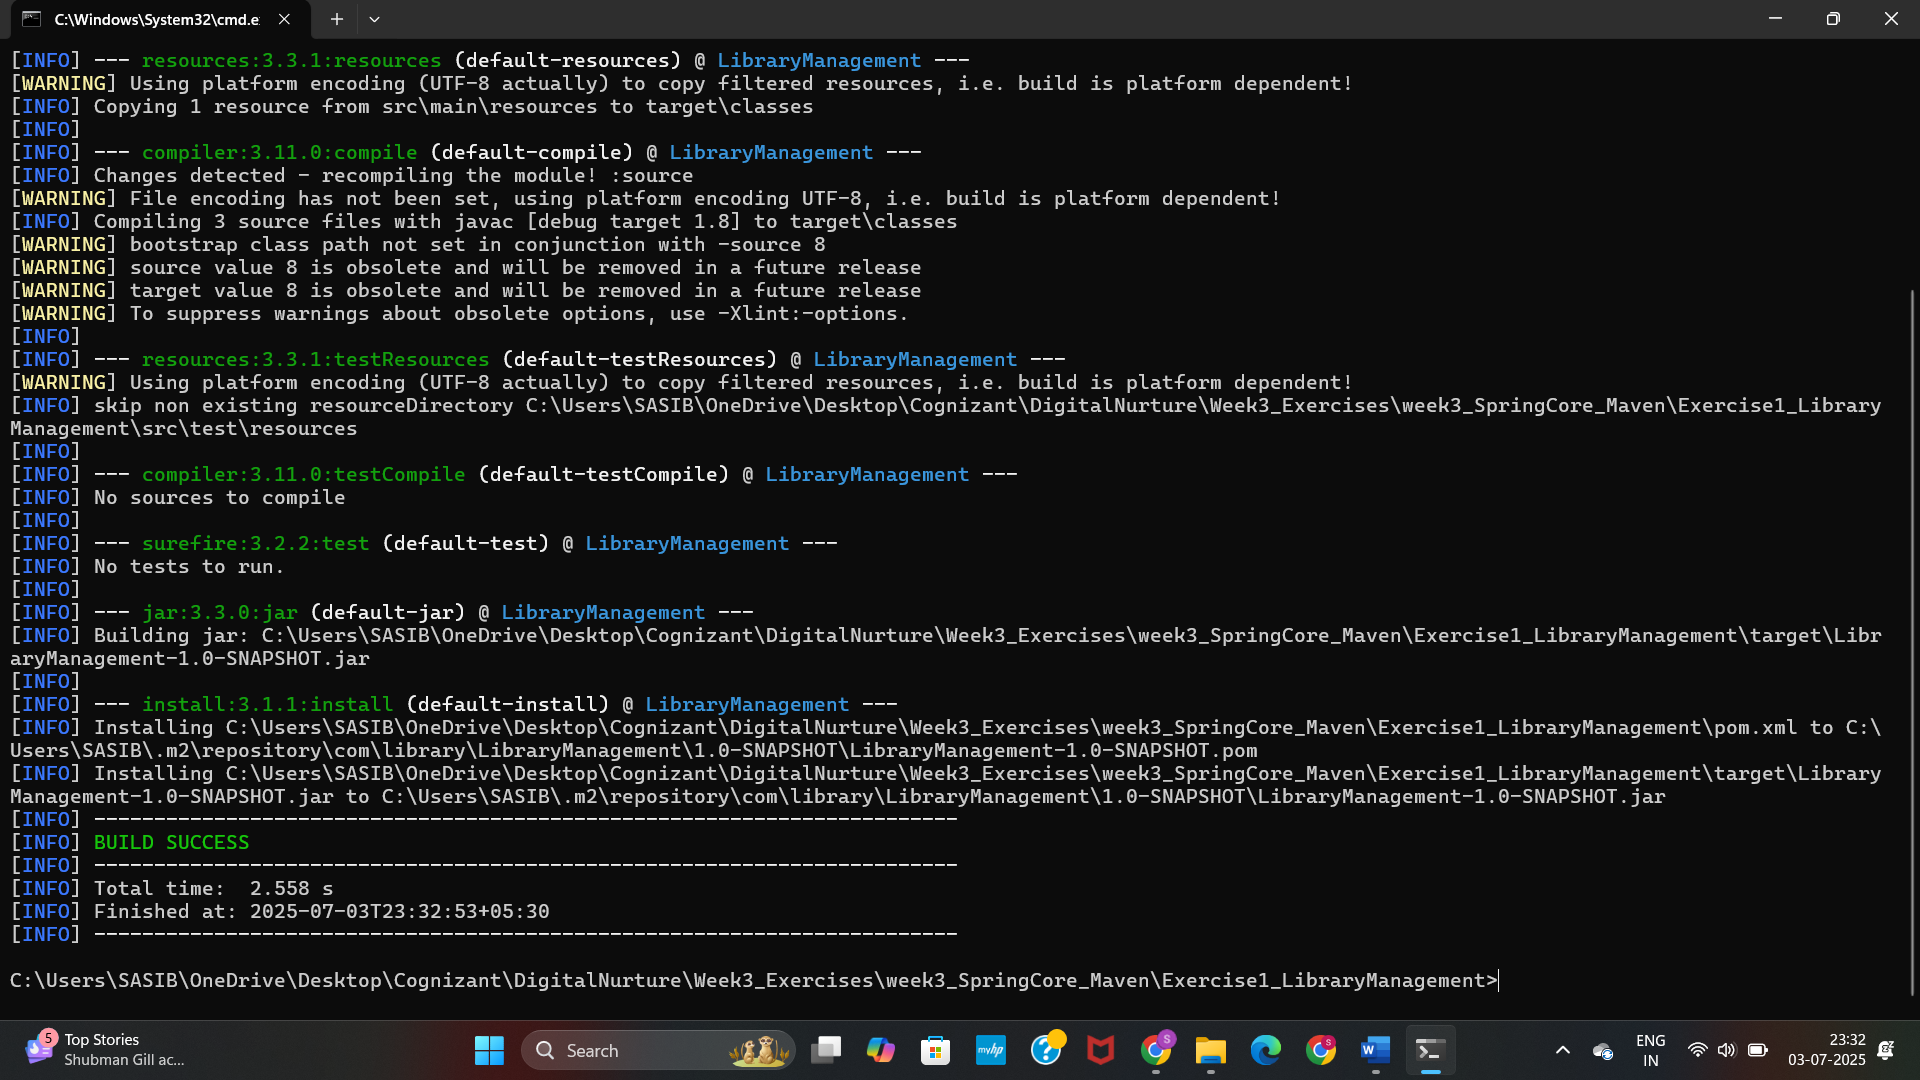 C:\Windows\System32\cmd.e
[INFO] --- resources:3.3.1:resources (default-resources) @ LibraryManagement ---
[WARNING] Using platform encoding (UTF-8 actually) to copy filtered resources, i.e. build is platform dependent!
[INFO] Copying 1 resource from src\main\resources to target\classes
[INFO]
[INFO] --- compiler:3.11.0:compile (default-compile) @ LibraryManagement ---
[INFO] Changes detected - recompiling the module! :source
[WARNING] File encoding has not been set, using platform encoding UTF-8, i.e. build is platform dependent!
[INFO] Compiling 3 source files with javac [debug target 1.8] to target\classes
[WARNING] bootstrap class path not set in conjunction with -source 8
[WARNING] source value 8 is obsolete and will be removed in a future release
[WARNING] target value 8 is obsolete and will be removed in a future release
[WARNING] To suppress warnings about obsolete options, use -Xlint:-options.
[INFO]
[INFO] --- resources:3.3.1:testResources (default-testResources) @ LibraryManagement ---
[WARNING] Using platform encoding (UTF-8 actually) to copy filtered resources, i.e. build is platform dependent!
[INFO] skip non existing resourceDirectory C:\Users\SASIB\OneDrive\Desktop\Cognizant\DigitalNurture\Week3_Exercises\week3_SpringCore_Maven\Exercise1_Library
Management\src\test\resources
[INFO]
[INFO] --- compiler:3.11.0:testCompile (default-testCompile) @ LibraryManagement ---
[INFO] No sources to compile
[INFO]
[INFO] --- surefire:3.2.2:test (default-test) @ LibraryManagement ---
[INFO] No tests to run.
[INFO]
[INFO] --- jar:3.3.0:jar (default-jar) @ LibraryManagement ---
[INFO] Building jar: C:\Users\SASIB\OneDrive\Desktop\Cognizant\DigitalNurture\Week3_Exercises\week3_SpringCore_Maven\Exercise1_LibraryManagement\target\Libr
aryManagement-1.0-SNAPSHOT.jar
[INFO]
[INFO] --- install:3.1.1:install (default-install) @ LibraryManagement ---
[INFO] Installing C:\Users\SASIB\OneDrive\Desktop\Cognizant\DigitalNurture\Week3_Exercises\week3_SpringCore_Maven\Exercise1_LibraryManagement\pom.xml to C:\
Users\SASIB\.m2\repository\com\library\LibraryManagement\1.0-SNAPSHOT\LibraryManagement-1.0-SNAPSHOT.pom
[INFO] Installing C:\Users\SASIB\OneDrive\Desktop\Cognizant\DigitalNurture\Week3_Exercises\week3_SpringCore_Maven\Exercise1_LibraryManagement\target\Library
Management-1.0-SNAPSHOT.jar to C:\Users\SASIB\.m2\repository\com\library\LibraryManagement\1.0-SNAPSHOT\LibraryManagement-1.0-SNAPSHOT.jar
[INFO] ------------------------------------------------------------------------
[INFO] BUILD SUCCESS
[INFO] ------------------------------------------------------------------------
[INFO] Total time:  2.558 s
[INFO] Finished at: 2025-07-03T23:32:53+05:30
[INFO] ------------------------------------------------------------------------
C:\Users\SASIB\OneDrive\Desktop\Cognizant\DigitalNurture\Week3_Exercises\week3_SpringCore_Maven\Exercise1_LibraryManagement>
5
Top Stories
Shubman Gill ac...
Search
myhp
S
S
W
ENG
IN
23:32
03-07-2025